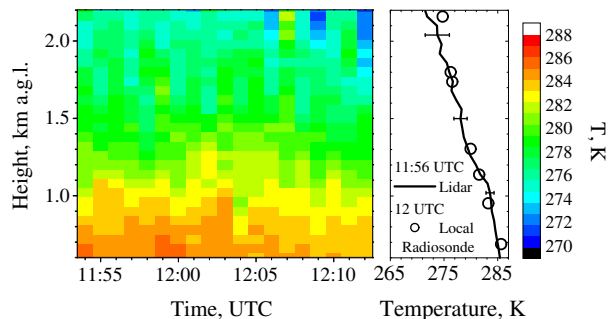 Height, km a.g.l.
2.0
1.5
1.0
11:55 12:00 12:05 12:10
Time, UTC
11:56 UTC
Lidar
12 UTC
Local
Radiosonde
265 275 285
Temperature, K
288
286
284
282
280
278
276
274
272
270
T, K